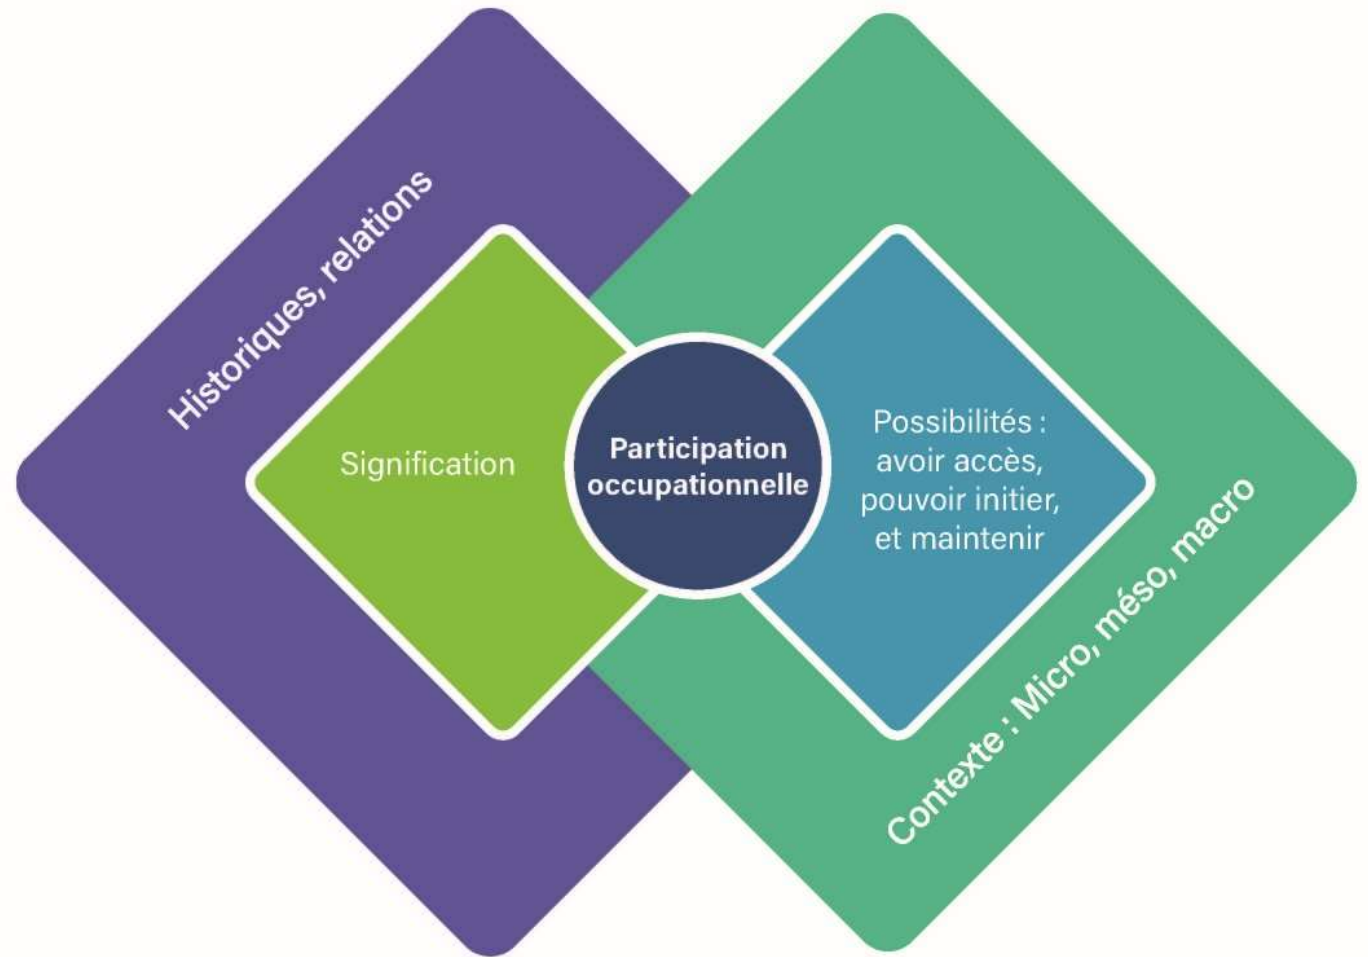 Historiques, relations
Signification
Participation
occupationnelle
Possibilités :
avoir accès,
pouvoir initier,
et maintenir
Contexte : Micro, méso, macro